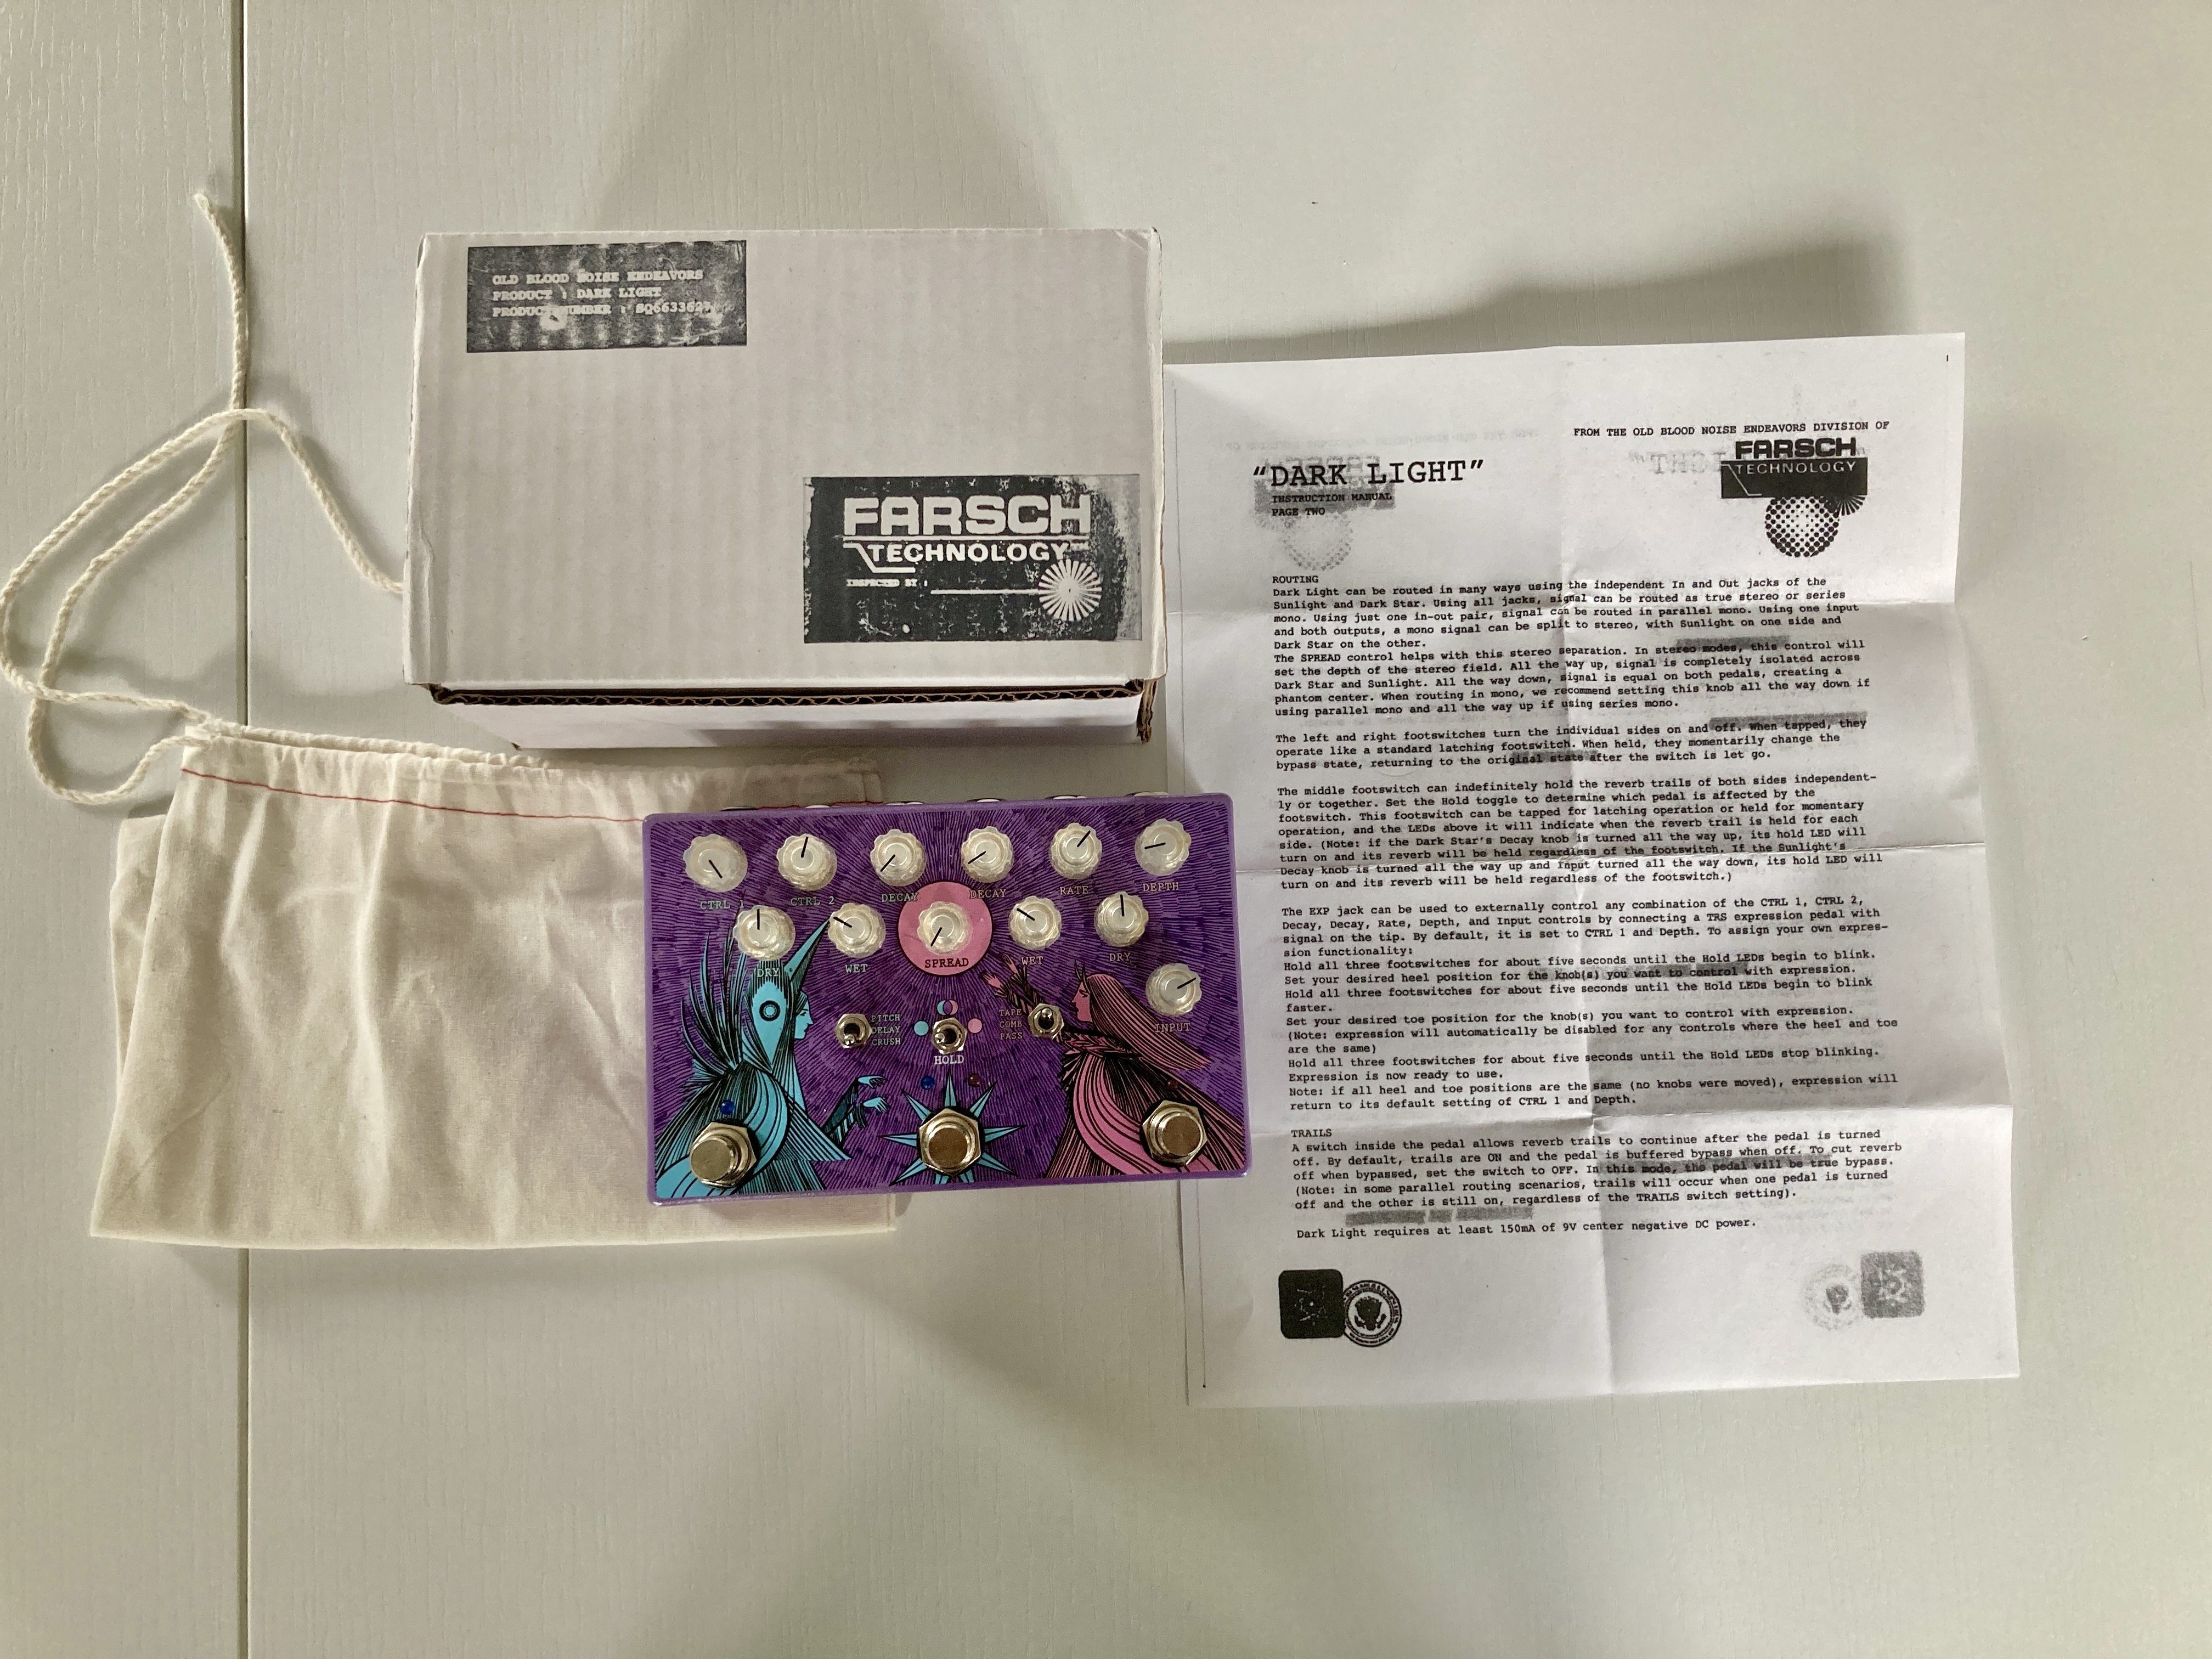 OLD BLOOD NOISE ENDEAVORS
PRODUCT : DARK LIGHT
PRODUCT NUMBER :
FARSCH
TECHNOLOGY
INSPECTED BY :
CTRL 1
CTRL 2
DECAY
DECAY
RATE
DEPTH
DRY
WET
SPREAD
WET
DRY
INPUT
PITCH
DELAY
CRUSH
HOLD
TAPE
COMB
PASS
FROM THE OLD BLOOD NOISE ENDEAVORS DIVISION OF
FARSCH
TECHNOLOGY
“DARK LIGHT”
INSTRUCTION MANUAL
PAGE TWO
ROUTING
Dark Light can be routed in many ways using the independent In and Out jacks of the
Sunlight and Dark Star. Using all jacks, signal can be routed as true stereo or series
mono. Using just one in-out pair, signal can be routed in parallel mono. Using one input
and both outputs, a mono signal can be split to stereo, with Sunlight on one side and
Dark Star on the other.
The SPREAD control helps with this stereo separation. In stereo modes, this control will
set the depth of the stereo field. All the way up, signal is completely isolated across
Dark Star and Sunlight. All the way down, signal is equal on both pedals, creating a
phantom center. When routing in mono, we recommend setting this knob all the way down if
using parallel mono and all the way up if using series mono.
The left and right footswitches turn the individual sides on and off. When tapped, they
operate like a standard latching footswitch. When held, they momentarily change the
bypass state, returning to the original state after the switch is let go.
The middle footswitch can indefinitely hold the reverb trails of both sides independent-
ly or together. Set the Hold toggle to determine which pedal is affected by the
footswitch. This footswitch can be tapped for latching operation or held for momentary
operation, and the LEDs above it will indicate when the reverb trail is held for each
side. (Note: if the Dark Star's Decay knob is turned all the way up, its hold LED will
turn on and its reverb will be held regardless of the footswitch. If the Sunlight's
Decay knob is turned all the way up and Input turned all the way down, its hold LED will
turn on and its reverb will be held regardless of the footswitch.)
The EXP jack can be used to externally control any combination of the CTRL 1, CTRL 2,
Decay, Decay, Rate, Depth, and Input controls by connecting a TRS expression pedal with
signal on the tip. By default, it is set to CTRL 1 and Depth. To assign your own expres-
sion functionality:
Hold all three footswitches for about five seconds until the Hold LEDs begin to blink.
Set your desired heel position for the knob(s) you want to control with expression.
Hold all three footswitches for about five seconds until the Hold LEDs begin to blink
faster.
Set your desired toe position for the knob(s) you want to control with expression.
(Note: expression will automatically be disabled for any controls where the heel and toe
are the same)
Hold all three footswitches for about five seconds until the Hold LEDs stop blinking.
Expression is now ready to use.
Note: if all heel and toe positions are the same (no knobs were moved), expression will
return to its default setting of CTRL 1 and Depth.
TRAILS
A switch inside the pedal allows reverb trails to continue after the pedal is turned
off. By default, trails are ON and the pedal is buffered bypass when off. To cut reverb
off when bypassed, set the switch to OFF. In this mode, the pedal will be true bypass.
(Note: in some parallel routing scenarios, trails will occur when one pedal is turned
off and the other is still on, regardless of the TRAILS switch setting).
Dark Light requires at least 150mA of 9V center negative DC power.